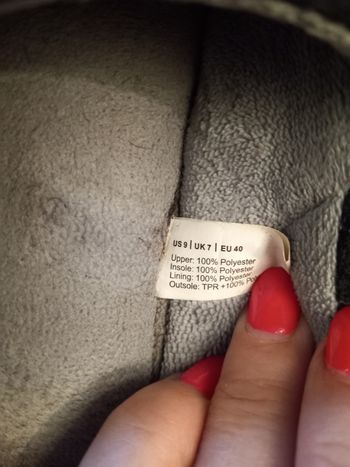 US 9 | UK 7 | EU 40
Upper: 100% Polyester
Insole: 100% Polyester
Lining: 100% Polyester
Outsole: TPR +100%